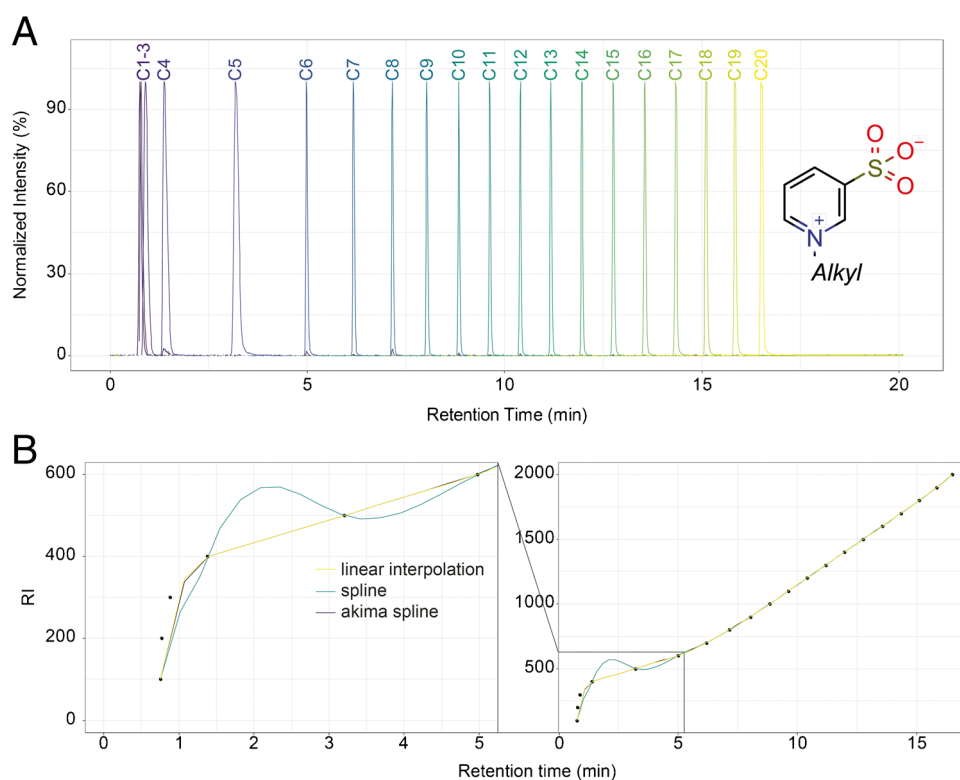 A
C1-3 C4 C5 C6 C7 C8 C9 C10 C11 C12 C13 C14 C15 C16 C17 C18 C19 C20
Normalized Intensity (%)
90
60
30
0
O
S
O−
O
N+
Alkyl
0 5 10 15 20
Retention Time (min)
B
RI
600
400
200
0
linear interpolation
spline
akima spline
0 1 2 3 4 5
2000
1500
1000
500
0 5 10 15
Retention time (min)